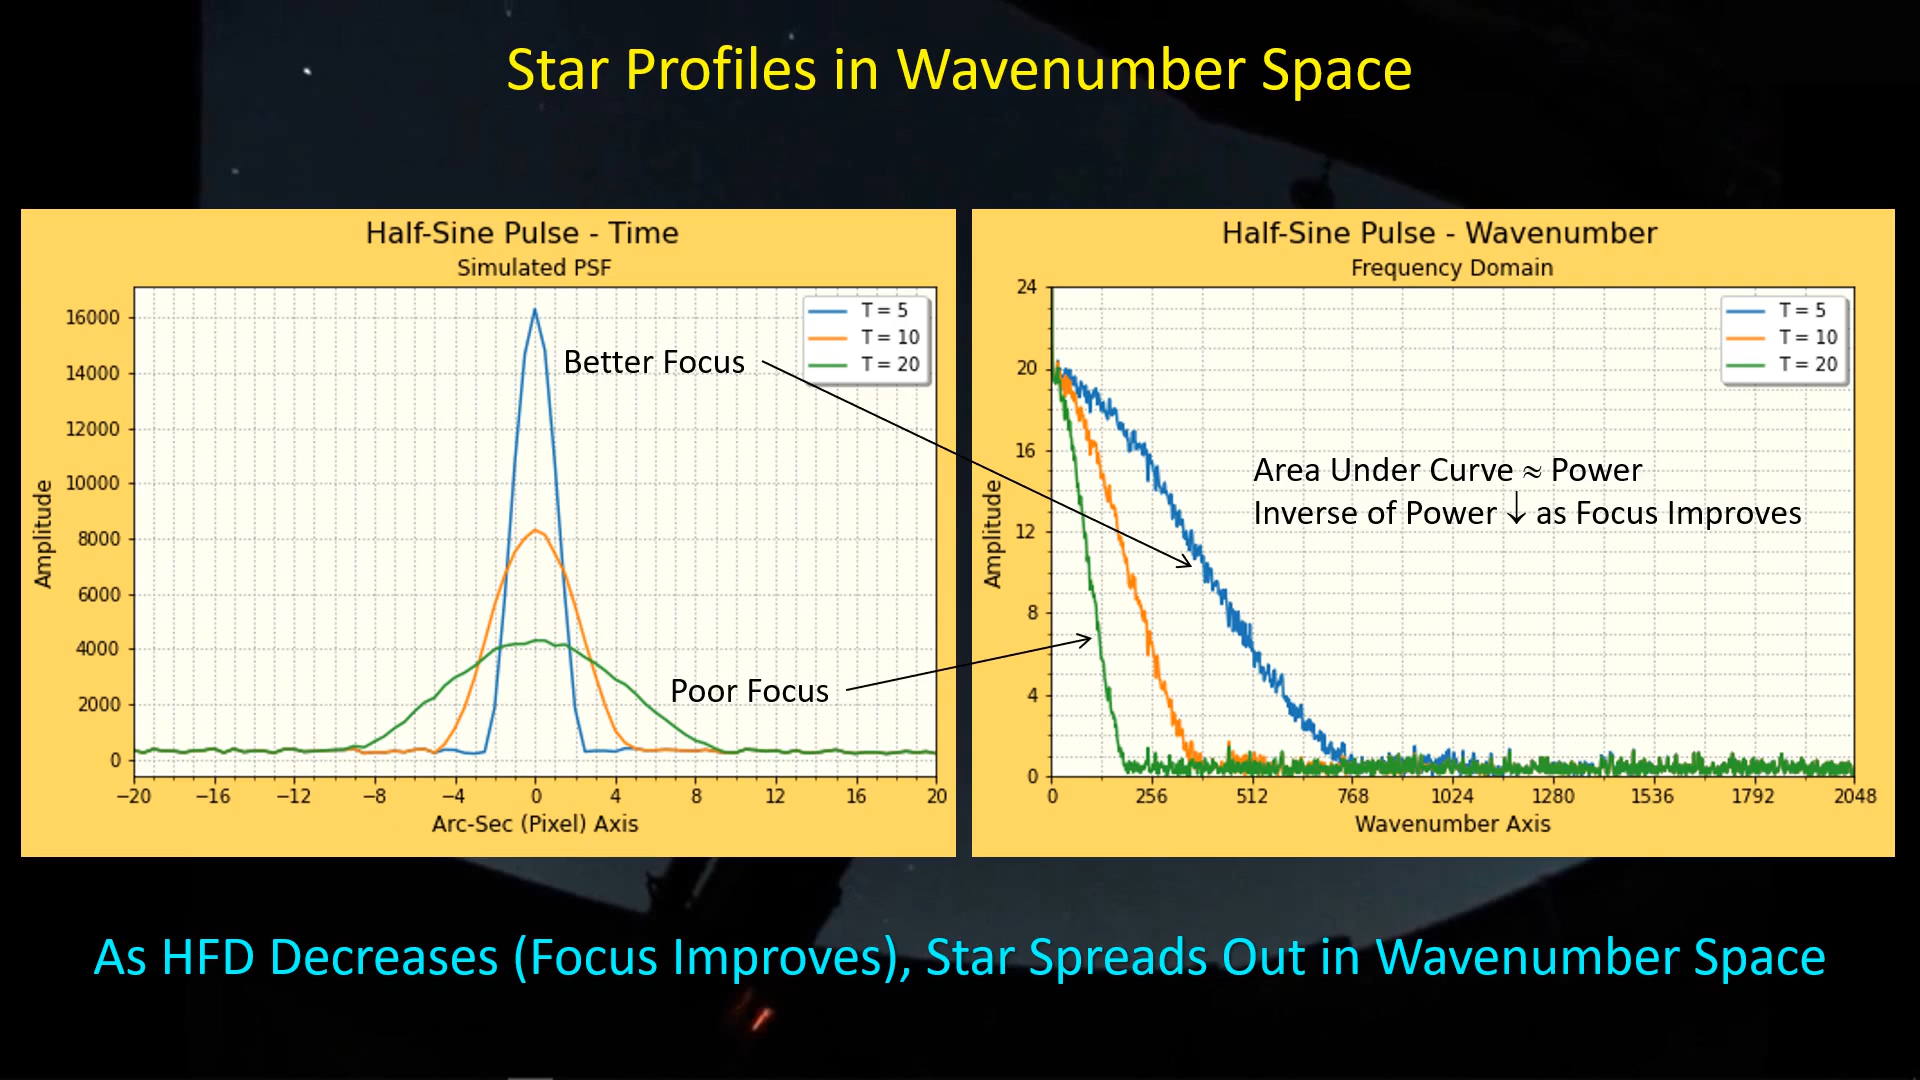 Star Profiles in Wavenumber Space
Half-Sine Pulse - Time
Simulated PSF
T = 5
T = 10
T = 20
Better Focus
Poor Focus
Amplitude
16000
14000
12000
10000
8000
6000
4000
2000
0
−20 −16 −12 −8 −4 0 4 8 12 16 20
Arc-Sec (Pixel) Axis
Half-Sine Pulse - Wavenumber
Frequency Domain
T = 5
T = 10
T = 20
Area Under Curve ≈ Power
Inverse of Power ↓ as Focus Improves
Amplitude
24
20
16
12
8
4
0
0 256 512 768 1024 1280 1536 1792 2048
Wavenumber Axis
As HFD Decreases (Focus Improves), Star Spreads Out in Wavenumber Space